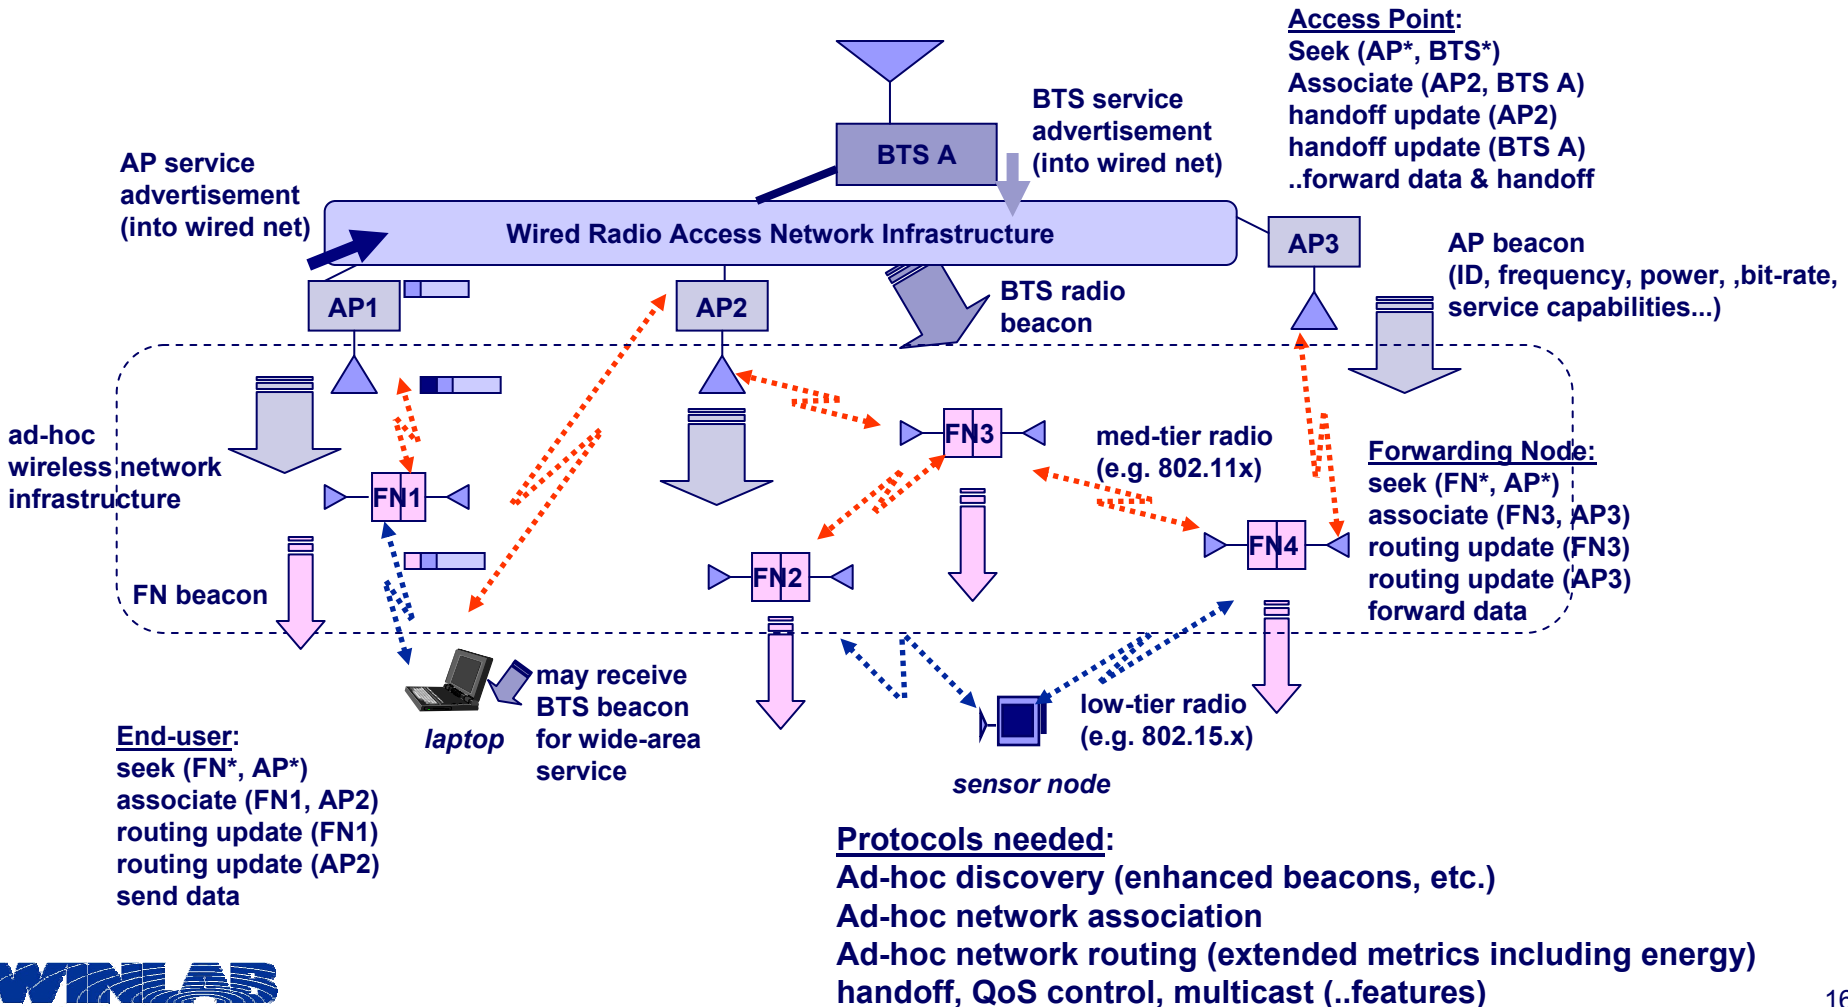 Access Point:
Seek (AP*, BTS*)
Associate (AP2, BTS A)
handoff update (AP2)
handoff update (BTS A)
..forward data & handoff
BTS service
advertisement
(into wired net)
BTS A
AP service
advertisement
(into wired net)
Wired Radio Access Network Infrastructure
AP3
AP beacon
(ID, frequency, power, ,bit-rate,
service capabilities...)
AP1
AP2
BTS radio
beacon
ad-hoc
wireless network
infrastructure
FN1
FN3
med-tier radio
(e.g. 802.11x)
Forwarding Node:
seek (FN*, AP*)
associate (FN3, AP3)
routing update (FN3)
routing update (AP3)
forward data
FN4
FN2
FN beacon
laptop
may receive
BTS beacon
for wide-area
service
low-tier radio
(e.g. 802.15.x)
sensor node
End-user:
seek (FN*, AP*)
associate (FN1, AP2)
routing update (FN1)
routing update (AP2)
send data
Protocols needed:
Ad-hoc discovery (enhanced beacons, etc.)
Ad-hoc network association
Ad-hoc network routing (extended metrics including energy)
handoff, QoS control, multicast (..features)
WINLAB
16